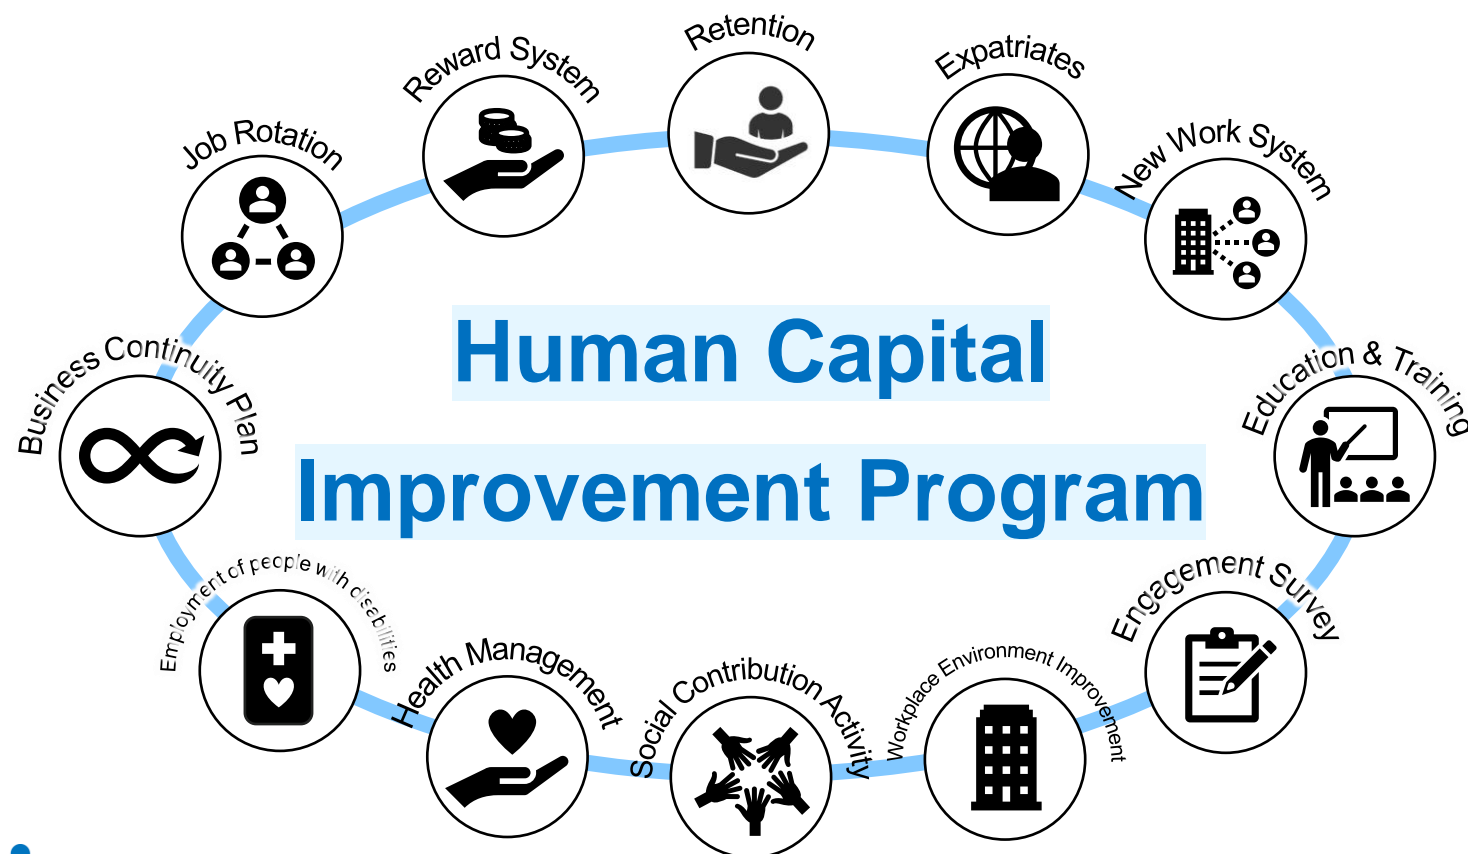 Retention
Reward System
Expatriates
Job Rotation
New Work System
Human Capital
Improvement Program
Business Continuity Plan
Education & Training
Employment of people with disabilities
Engagement Survey
Health Management
Social Contribution Activity
Workplace Environment Improvement